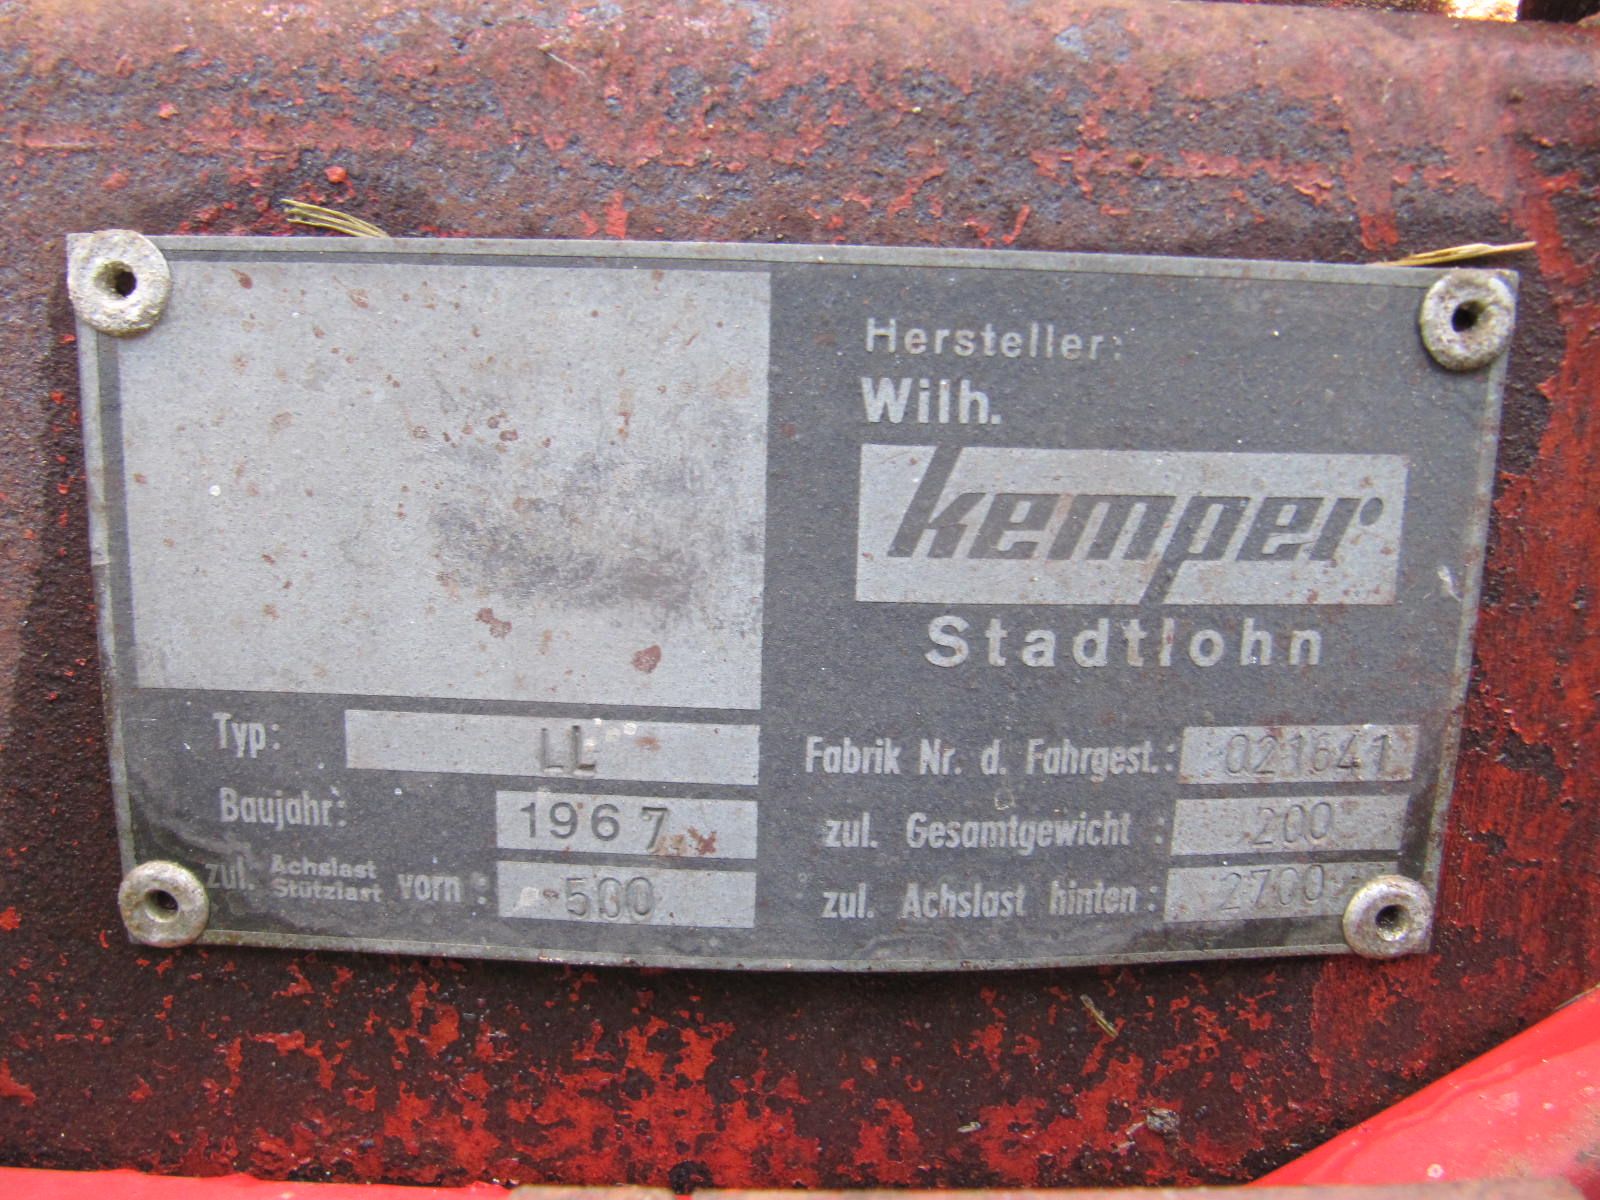 Hersteller:
Wilh.
kemper
Stadtlohn
Typ: LL
Baujahr: 1967
zul. Achslast Stützlart vorn : 500
Fabrik Nr. d. Fahrgest.: 021641
zul. Gesamtgewicht : 200
zul. Achslast hinten : 2700